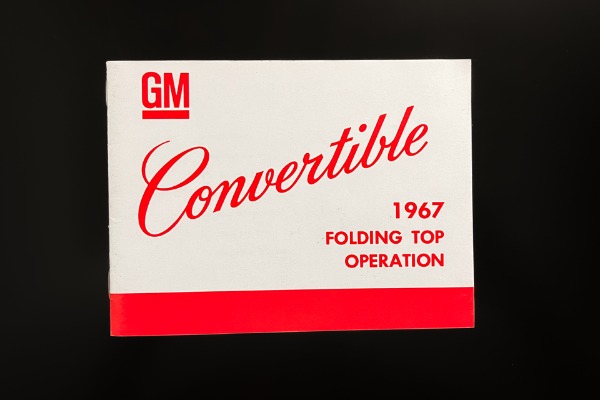 GM
Convertible
1967
FOLDING TOP
OPERATION